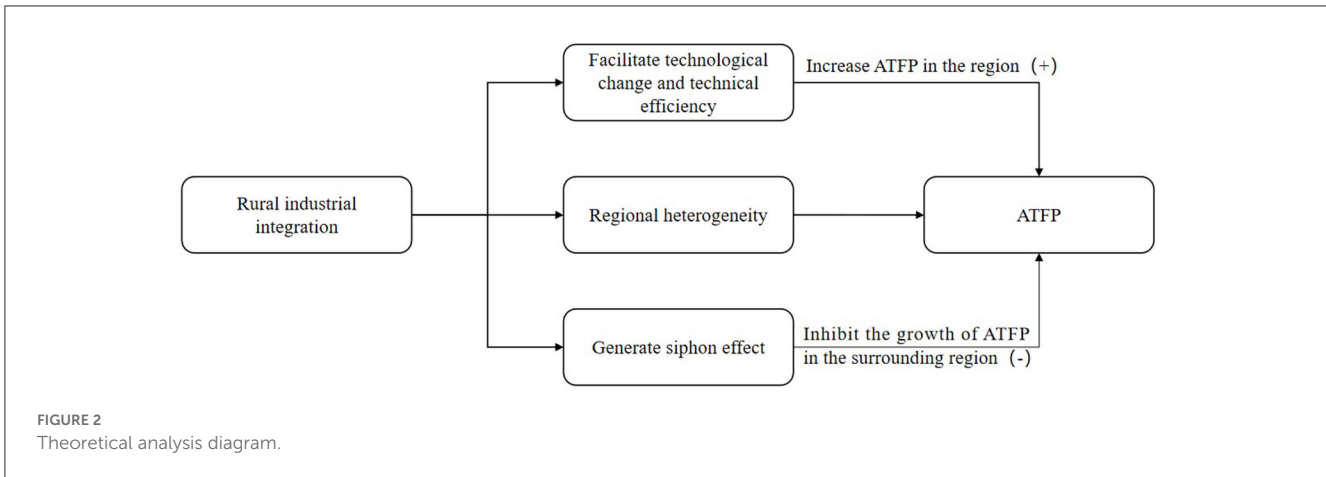 Facilitate technological
change and technical
efficiency
Increase ATFP in the region (+)
Rural industrial
integration
Regional heterogeneity
ATFP
Generate siphon effect
Inhibit the growth of ATFP
in the surrounding region (-)
FIGURE 2
Theoretical analysis diagram.